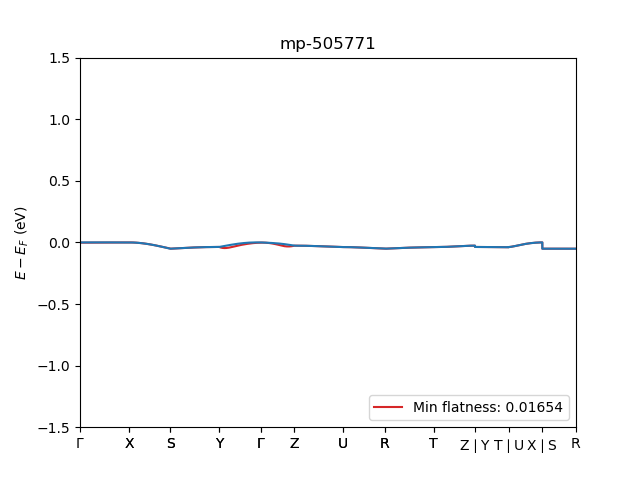 mp-505771
E − E_F (eV)
1.5
1.0
0.5
0.0
−0.5
−1.0
−1.5
Min flatness: 0.01654
Γ X S Y Γ Z U R T Z | Y T | U X | S R